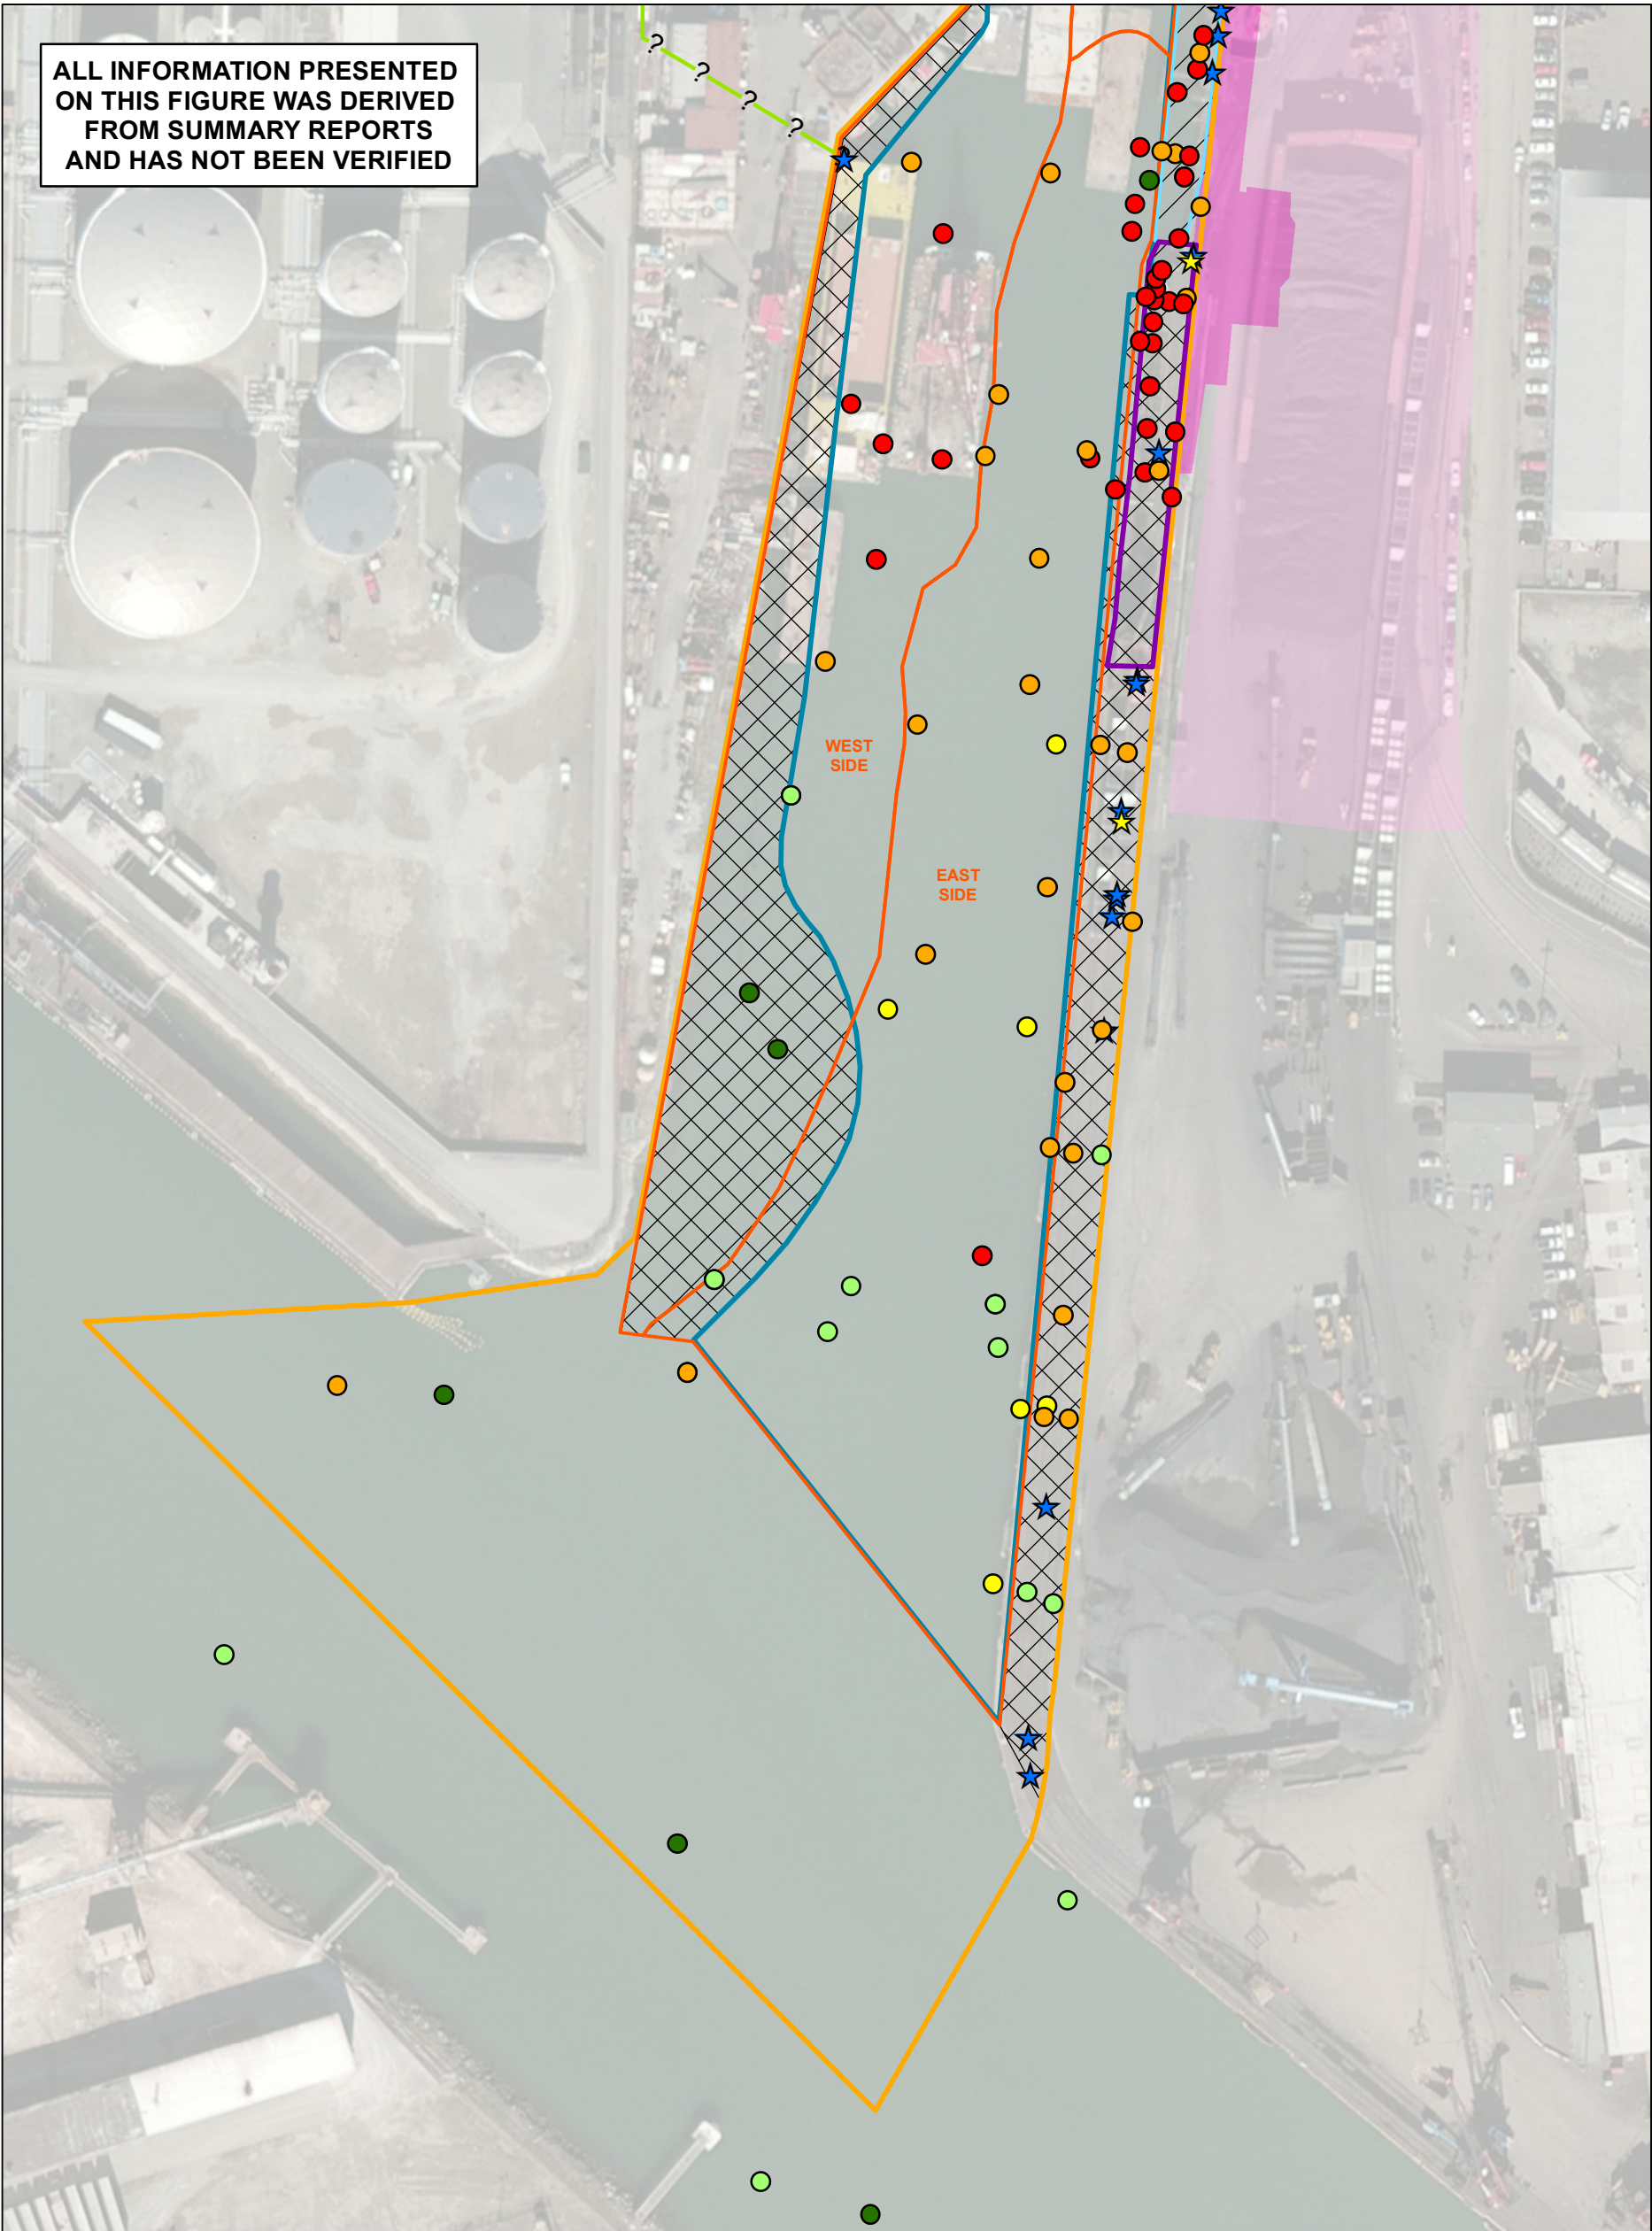 ALL INFORMATION PRESENTED
ON THIS FIGURE WAS DERIVED
FROM SUMMARY REPORTS
AND HAS NOT BEEN VERIFIED
?
?
?
?
WEST
SIDE
EAST
SIDE